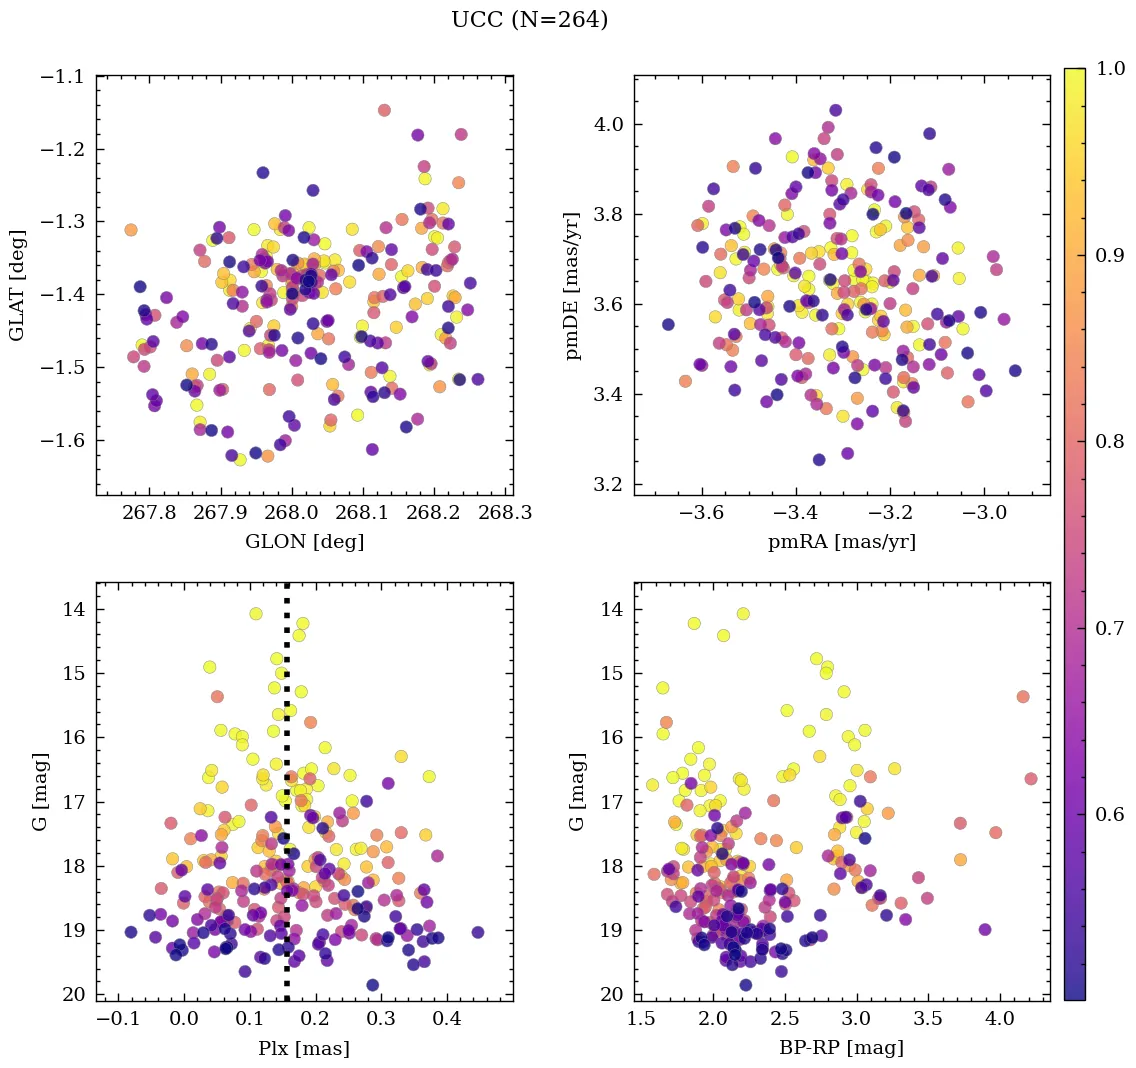 UCC (N=264)
−1.1
−1.2
−1.3
−1.4
−1.5
−1.6
GLAT [deg]
267.8 267.9 268.0 268.1 268.2 268.3
GLON [deg]
4.0
3.8
3.6
3.4
3.2
pmDE [mas/yr]
−3.6 −3.4 −3.2 −3.0
pmRA [mas/yr]
14
15
16
17
18
19
20
G [mag]
−0.1 0.0 0.1 0.2 0.3 0.4
Plx [mas]
14
15
16
17
18
19
20
G [mag]
1.5 2.0 2.5 3.0 3.5 4.0
BP-RP [mag]
1.0
0.9
0.8
0.7
0.6